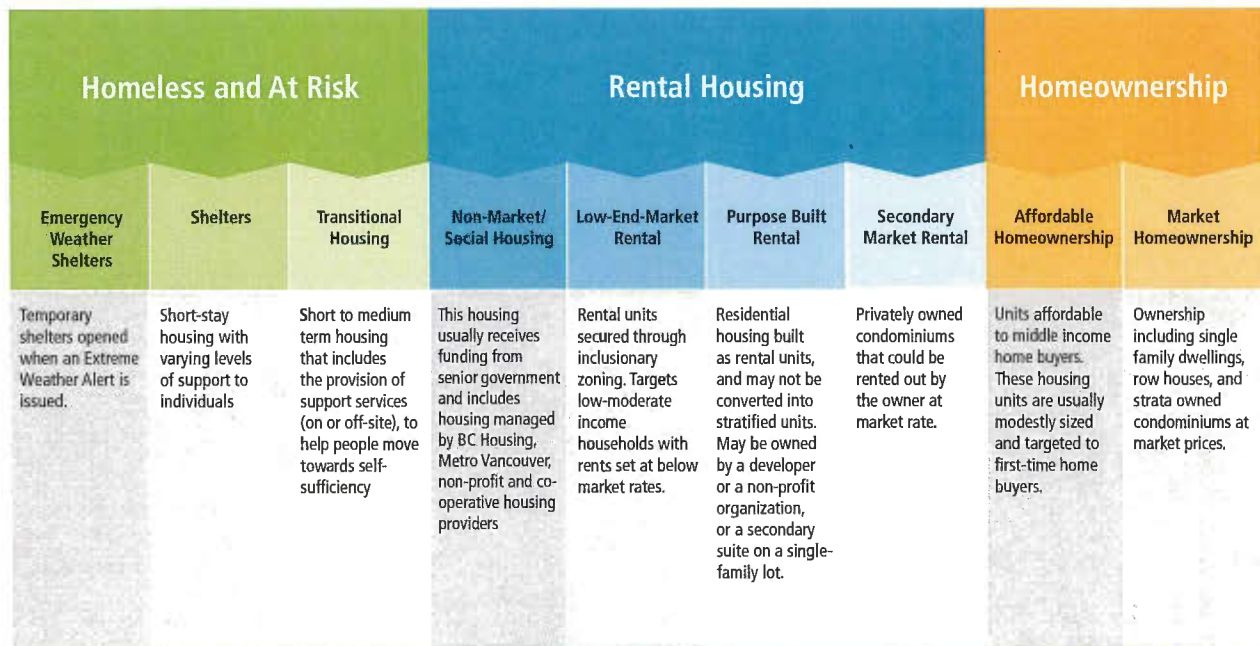 Homeless and At Risk
Rental Housing
Homeownership
Emergency
Weather
Shelters
Shelters
Transitional
Housing
Non-Market/
Social Housing
Low-End-Market
Rental
Purpose Built
Rental
Secondary
Market Rental
Affordable
Homeownership
Market
Homeownership
Temporary
shelters opened
when an Extreme
Weather Alert is
issued.
Short-stay
housing with
varying levels
of support to
individuals
Short to medium
term housing
that includes
the provision of
support services
(on or off-site), to
help people move
towards self-
sufficiency
This housing
usually receives
funding from
senior government
and includes
housing managed
by BC Housing,
Metro Vancouver,
non-profit and co-
operative housing
providers
Rental units
secured through
inclusionary
zoning. Targets
low-moderate
income
households with
rents set at below
market rates.
Residential
housing built
as rental units,
and may not be
converted into
stratified units.
May be owned
by a developer
or a non-profit
organization,
or a secondary
suite on a single-
family lot.
Privately owned
condominiums
that could be
rented out by
the owner at
market rate.
Units affordable
to middle income
home buyers.
These housing
units are usually
modestly sized
and targeted to
first-time home
buyers.
Ownership
including single
family dwellings,
row houses, and
strata owned
condominiums at
market prices.